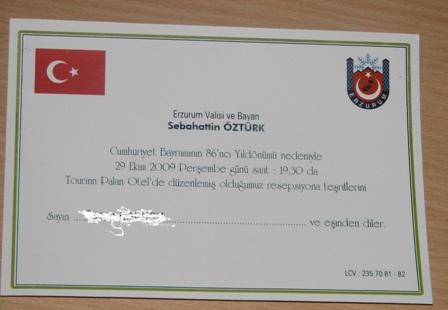 ERZURUM
Erzurum Valisi ve Bayan
Sebahattin ÖZTÜRK
Cumhuriyet Bayramının 86'ncı Yıldönümü nedeniyle
29 Ekim 2009 Perşembe günü saat : 19.30 da
Tourinn Palan Otel'de düzenlemiş olduğumuz resepsiyona teşriflerini
Sayın ........................................ ve eşinden diler.
LCV : 235 70 81 - 82